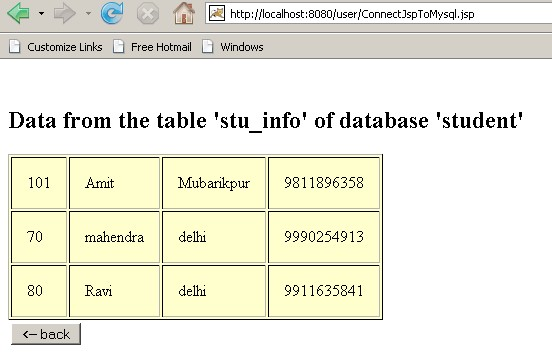 http://localhost:8080/user/ConnectJspToMysql.jsp
Customize Links Free Hotmail Windows
Data from the table 'stu_info' of database 'student'
101 Amit Mubarikpur 9811896358
70 mahendra delhi 9990254913
80 Ravi delhi 9911635841
<--back